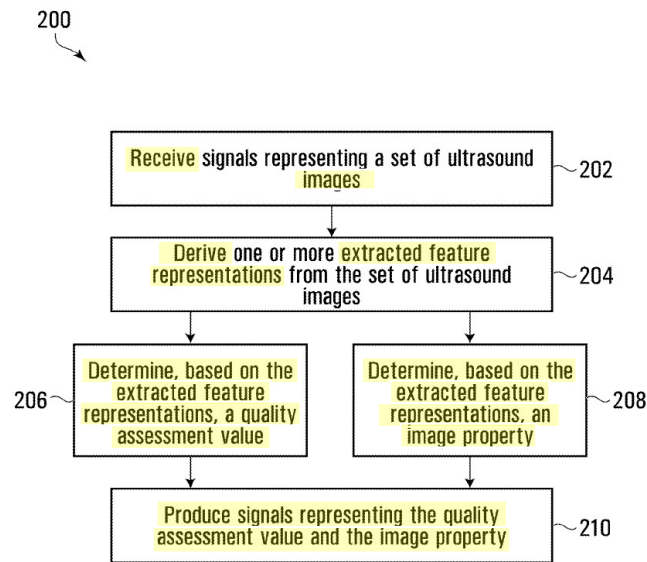 200
Receive signals representing a set of ultrasound
images
202
Derive one or more extracted feature
representations from the set of ultrasound
images
204
206
Determine, based on the
extracted feature
representations, a quality
assessment value
Determine, based on the
extracted feature
representations, an
image property
208
Produce signals representing the quality
assessment value and the image property
210